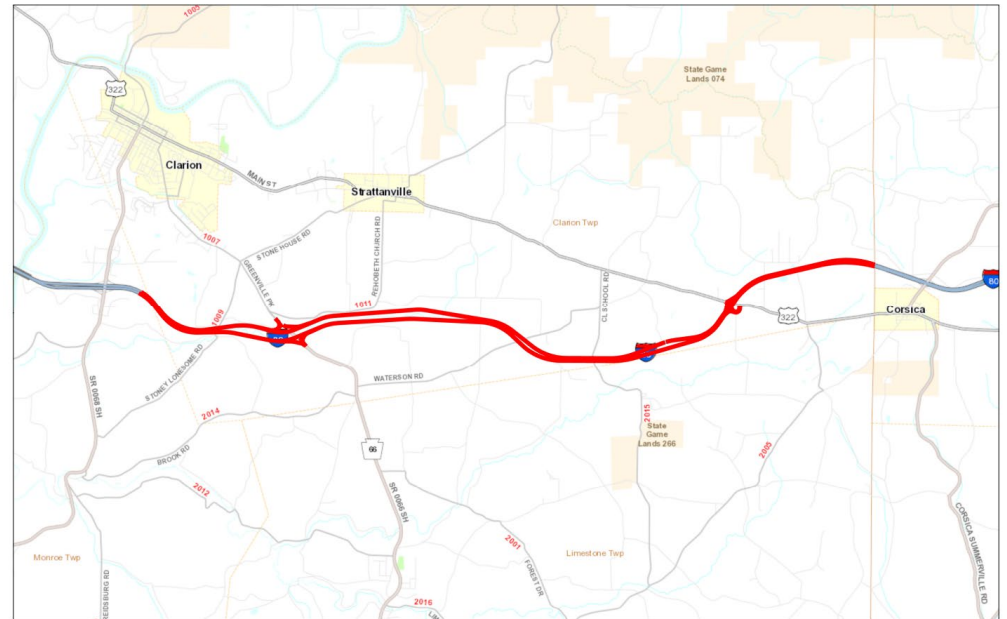 1005
322
State Game
Lands 074
Clarion
MAIN ST
Strattanville
Clarion Twp
1007
STONE HOUSE RD
REHOBETH CHURCH RD
GREENVILLE PK
CL SCHOOL RD
80
1011
1009
322
Corsica
STONEY LONESOME RD
WATERSON RD
SR 0068 SH
2014
2015
State
Game
Lands 266
66
2005
BROOK RD
2012
SR 0066 SH
CORSICA SUMMERVILLE RD
2001
Monroe Twp
Limestone Twp
FOREST DR
REIDSBURG RD
2016